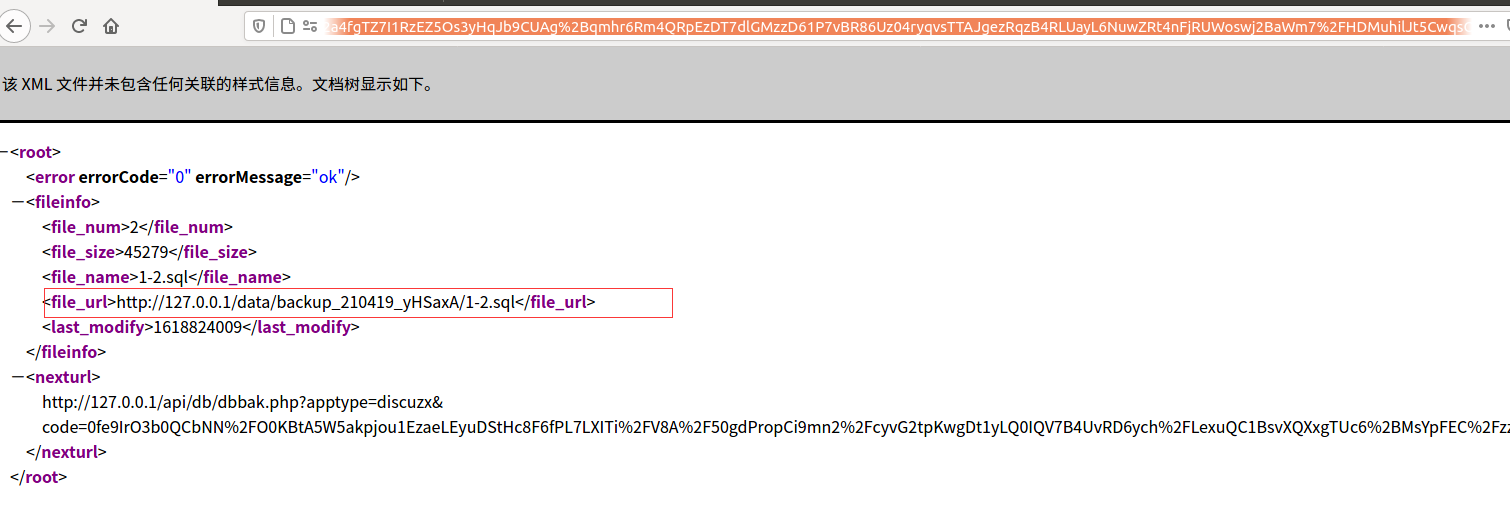 2a4fgTZ7I1RzEZ5Os3yHqJb9CUAg%2Bqmhr6Rm4QRpEzDT7dlGMzzD61P7vBR86Uz04ryqvsTTAJgezRqzB4RLUayL6NuwZRt4nFjRUWoswj2BaWm7%2FHDMuhilJt5Cwqs
该 XML 文件并未包含任何关联的样式信息。文档树显示如下。
−<root>
<error errorCode="0" errorMessage="ok"/>
−<fileinfo>
<file_num>2</file_num>
<file_size>45279</file_size>
<file_name>1-2.sql</file_name>
<file_url>http://127.0.0.1/data/backup_210419_yHSaxA/1-2.sql</file_url>
<last_modify>1618824009</last_modify>
</fileinfo>
−<nexturl>
http://127.0.0.1/api/db/dbbak.php?apptype=discuzx&
code=0fe9IrO3b0QCbNN%2FO0KBtA5W5akpjou1EzaeLEyuDStHc8F6fPL7LXITi%2FV8A%2F50gdPropCi9mn2%2FcyvG2tpKwgDt1yLQ0IQV7B4UvRD6ych%2FLexuQC1BsvXQXxgTUc6%2BMsYpFEC%2Fzz
</nexturl>
</root>